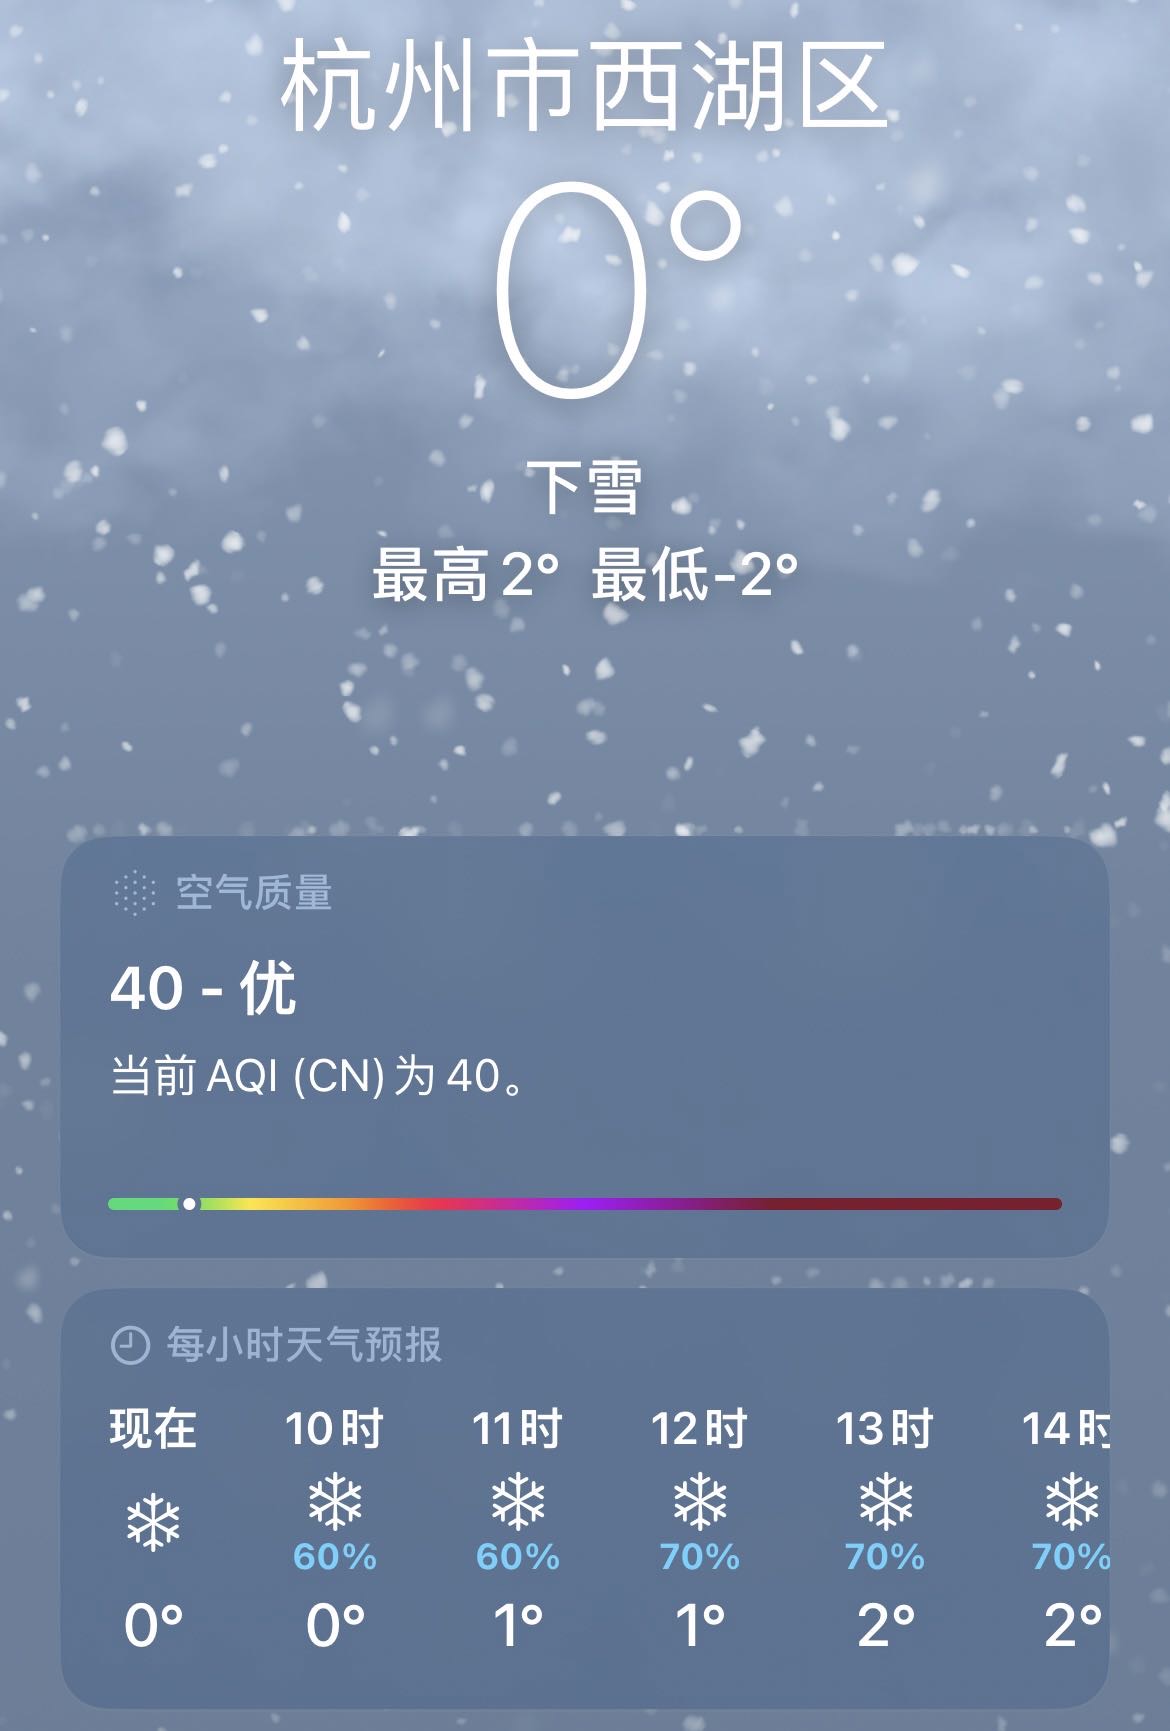 杭州市西湖区
0°
下雪
最高2° 最低-2°
空气质量
40 - 优
当前 AQI (CN) 为 40。
每小时天气预报
现在 10时 11时 12时 13时 14时
60% 60% 70% 70% 70%
0° 0° 1° 1° 2° 2°